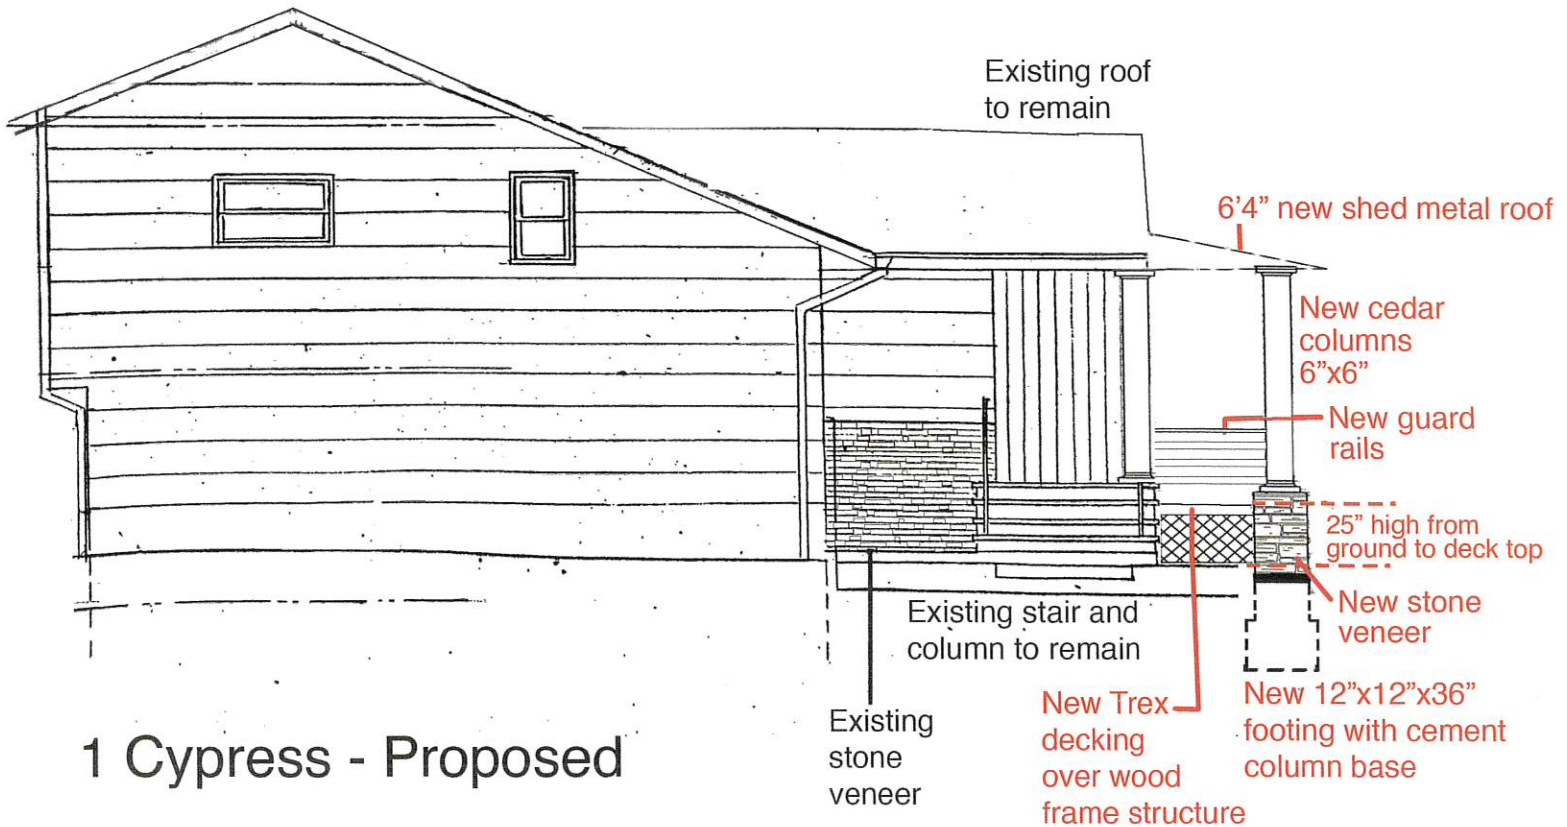 Existing roof
to remain
6’4” new shed metal roof
New cedar
columns
6”x6”
New guard
rails
25” high from
ground to deck top
New stone
veneer
Existing stair and
column to remain
New 12”x12”x36”
footing with cement
column base
New Trex
decking
over wood
frame structure
Existing
stone
veneer
1 Cypress - Proposed